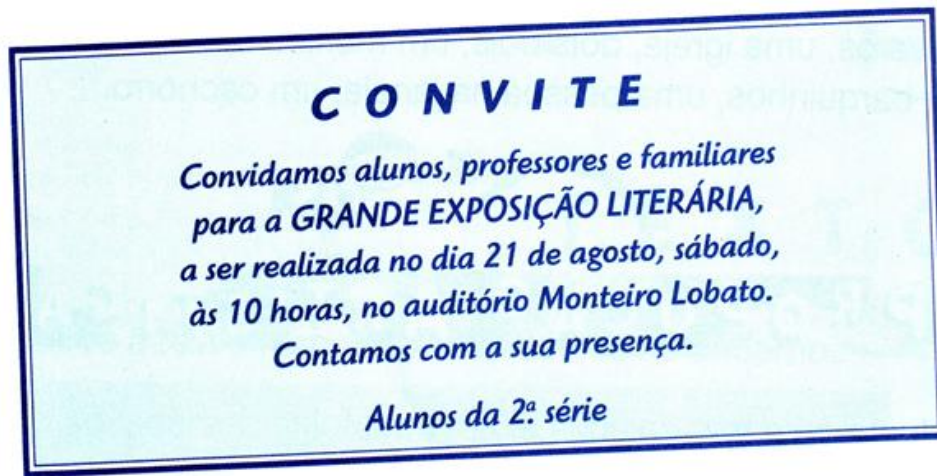 CONVITE
Convidamos alunos, professores e familiares
para a GRANDE EXPOSIÇÃO LITERÁRIA,
a ser realizada no dia 21 de agosto, sábado,
às 10 horas, no auditório Monteiro Lobato.
Contamos com a sua presença.
Alunos da 2ª série